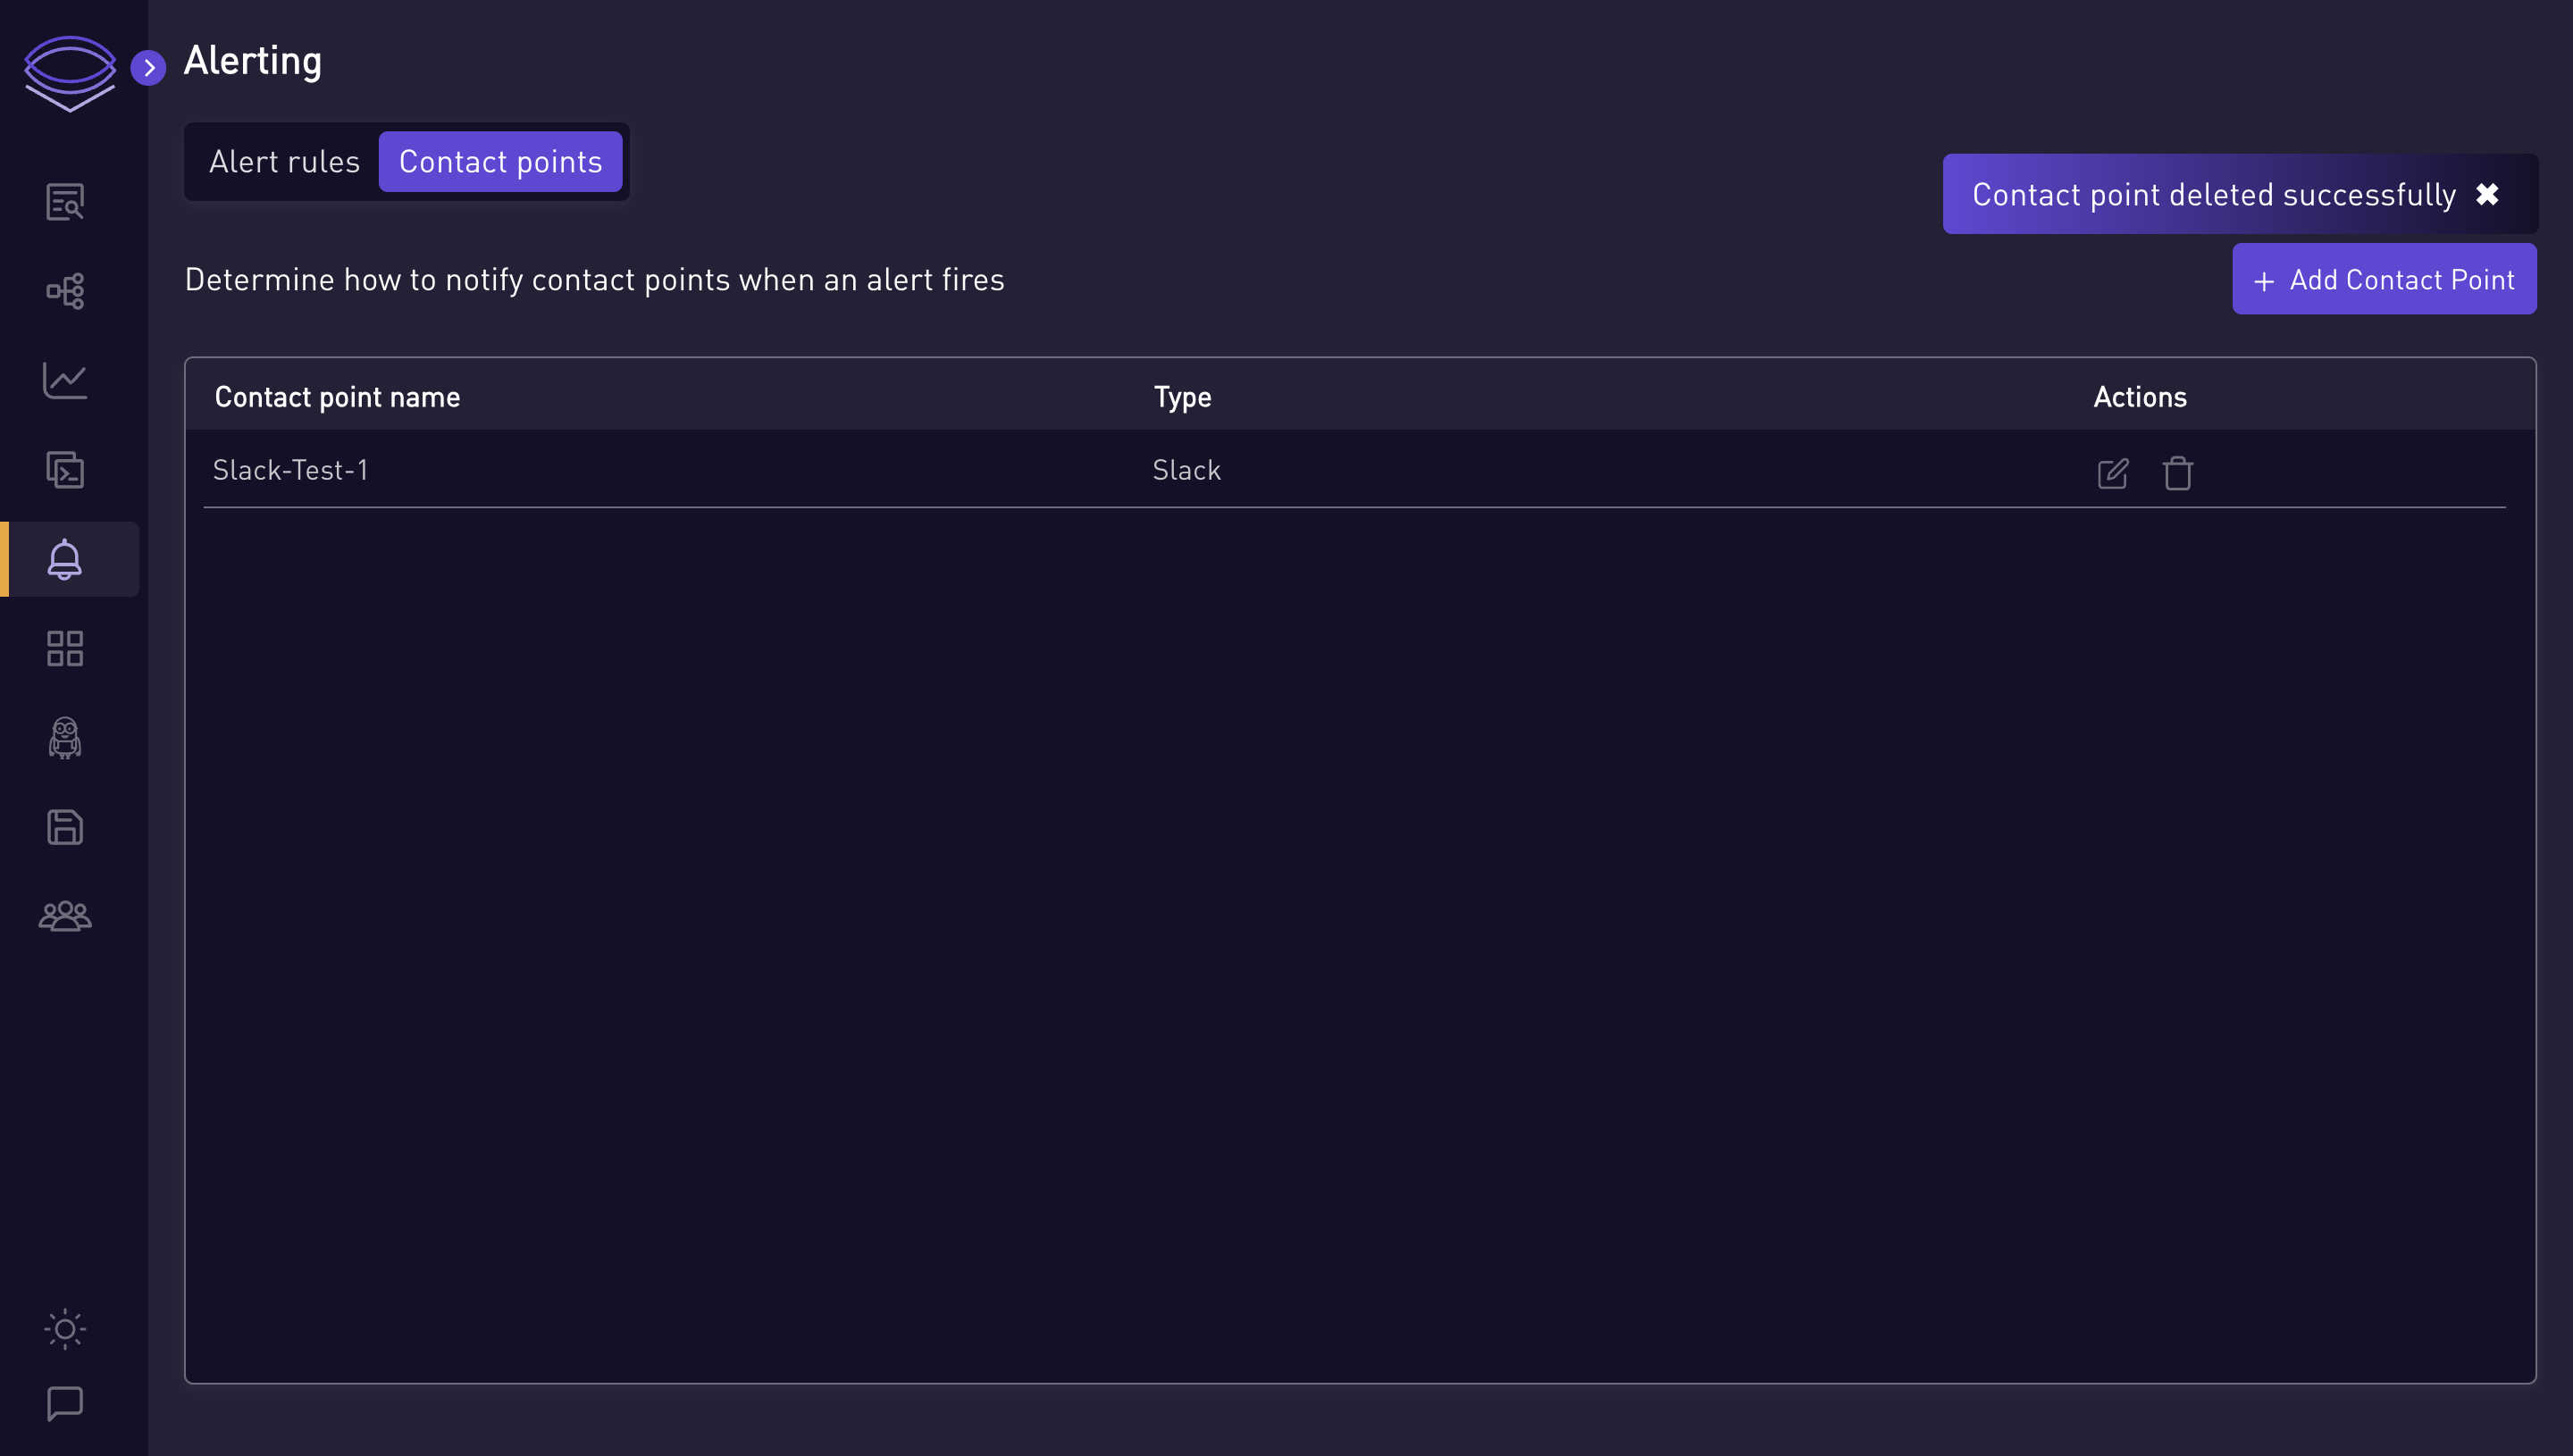 Alerting
Alert rules
Contact points
Contact point deleted successfully ✖
Determine how to notify contact points when an alert fires
+ Add Contact Point
Contact point name
Type
Actions
Slack-Test-1
Slack